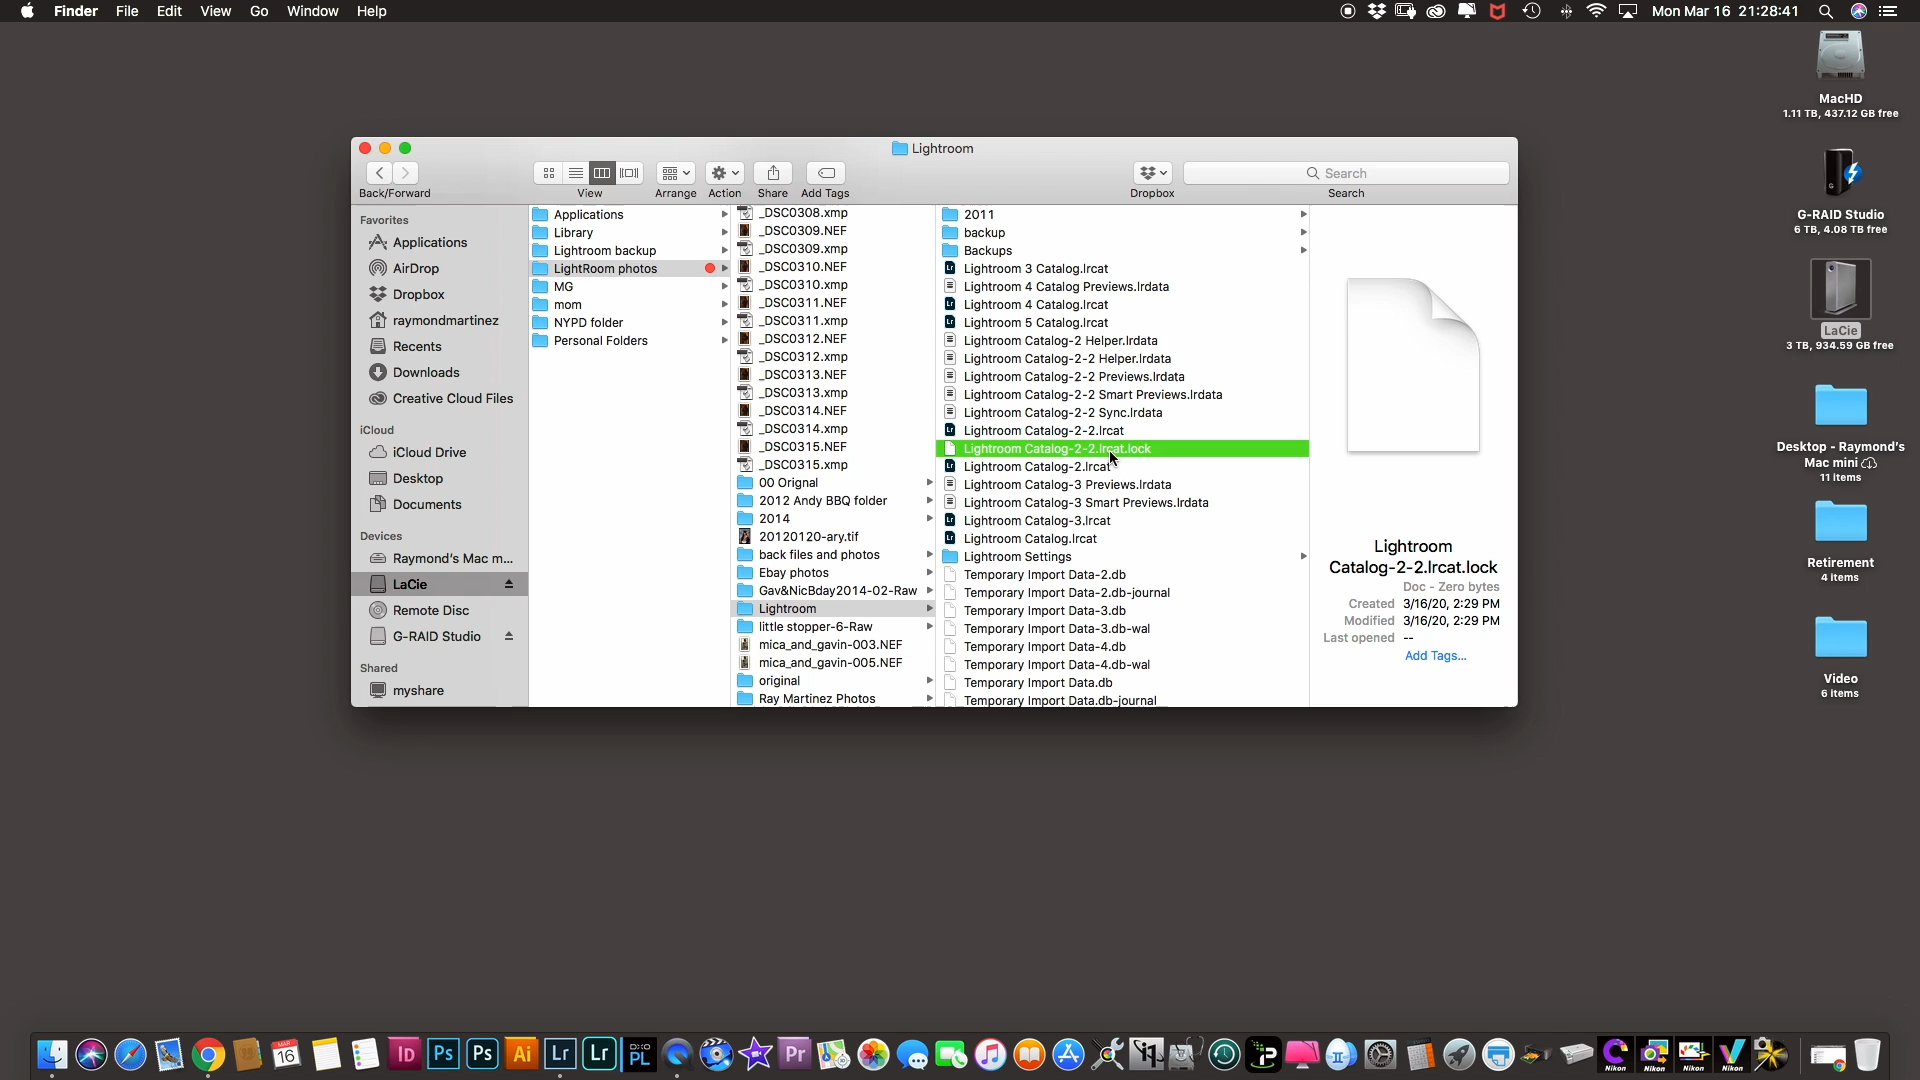 Finder File Edit View Go Window Help
Mon Mar 16 21:28:41
Lightroom
Back/Forward
View
Arrange
Action
Share
Add Tags
Dropbox
Search
Search
Favorites
Applications
AirDrop
Dropbox
raymondmartinez
Recents
Downloads
Creative Cloud Files
iCloud
iCloud Drive
Desktop
Documents
Devices
Raymond's Mac m...
LaCie
Remote Disc
G-RAID Studio
Shared
myshare
Applications
Library
Lightroom backup
LightRoom photos
MG
mom
NYPD folder
Personal Folders
_DSC0308.xmp
_DSC0309.NEF
_DSC0309.xmp
_DSC0310.NEF
_DSC0310.xmp
_DSC0311.NEF
_DSC0311.xmp
_DSC0312.NEF
_DSC0312.xmp
_DSC0313.NEF
_DSC0313.xmp
_DSC0314.NEF
_DSC0314.xmp
_DSC0315.NEF
_DSC0315.xmp
00 Orignal
2012 Andy BBQ folder
2014
20120120-ary.tif
back files and photos
Ebay photos
Gav&NicBday2014-02-Raw
Lightroom
little stopper-6-Raw
mica_and_gavin-003.NEF
mica_and_gavin-005.NEF
original
Ray Martinez Photos
2011
backup
Backups
Lightroom 3 Catalog.lrcat
Lightroom 4 Catalog Previews.lrdata
Lightroom 4 Catalog.lrcat
Lightroom 5 Catalog.lrcat
Lightroom Catalog-2 Helper.lrdata
Lightroom Catalog-2-2 Helper.lrdata
Lightroom Catalog-2-2 Previews.lrdata
Lightroom Catalog-2-2 Smart Previews.lrdata
Lightroom Catalog-2-2 Sync.lrdata
Lightroom Catalog-2-2.lrcat
Lightroom Catalog-2-2.lrcat.lock
Lightroom Catalog-2.lrcat
Lightroom Catalog-3 Previews.lrdata
Lightroom Catalog-3 Smart Previews.lrdata
Lightroom Catalog-3.lrcat
Lightroom Catalog.lrcat
Lightroom Settings
Temporary Import Data-2.db
Temporary Import Data-2.db-journal
Temporary Import Data-3.db
Temporary Import Data-3.db-wal
Temporary Import Data-4.db
Temporary Import Data-4.db-wal
Temporary Import Data.db
Temporary Import Data.db-journal
Lightroom
Catalog-2-2.lrcat.lock
Doc - Zero bytes
Created 3/16/20, 2:29 PM
Modified 3/16/20, 2:29 PM
Last opened --
Add Tags...
MacHD
1.11 TB, 437.12 GB free
G-RAID Studio
6 TB, 4.08 TB free
LaCie
3 TB, 934.59 GB free
Desktop - Raymond's
Mac mini
11 items
Retirement
4 items
Video
6 items
MAR
16
Id
Ps
Ps
Ai
Lr
Lr
DXO
PL
Pr
Nikon
Nikon
Nikon
Nikon